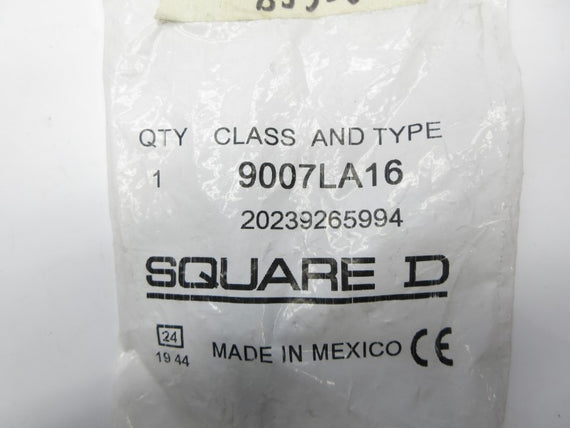 QTY CLASS AND TYPE
1 9007LA16
20239265994
SQUARE D
24
19 44 MADE IN MEXICO CE